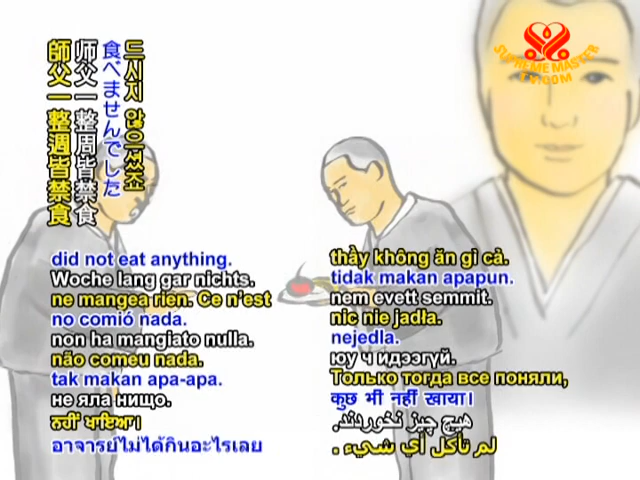 SUPREME MASTER
TV.COM
드시지 않으셨죠
食べませんでした
师父一整周皆禁食
師父一整週皆禁食
did not eat anything.
Woche lang gar nichts.
ne mangea rien. Ce n'est
no comió nada.
non ha mangiato nulla.
não comeu nada.
tak makan apa-apa.
не яла нищо.
ਨਹੀਂ ਖਾਇਆ।
อาจารย์ไม่ได้กินอะไรเลย
thầy không ăn gì cả.
tidak makan apapun.
nem evett semmit.
nic nie jadła.
nejedla.
юу ч идээгүй.
Только тогда все поняли,
कुछ भी नहीं खाया।
هیچ چیز نخوردند.
لم تأكل أي شيء .